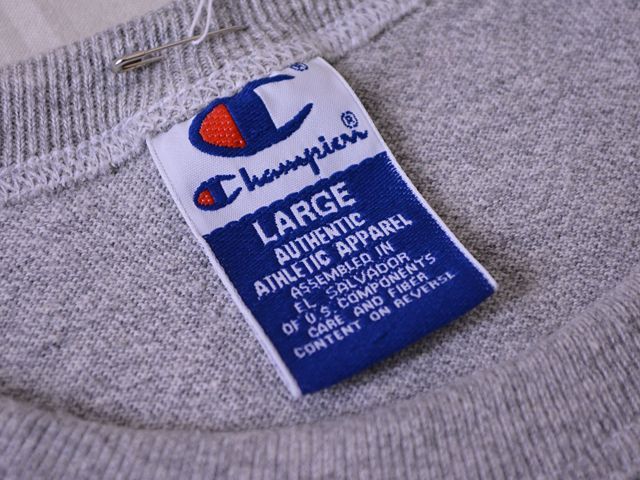 ®
Champion®
LARGE
AUTHENTIC
ATHLETIC APPAREL
ASSEMBLED IN
EL SALVADOR
OF U.S. COMPONENTS
CARE AND FIBER
CONTENT ON REVERSE